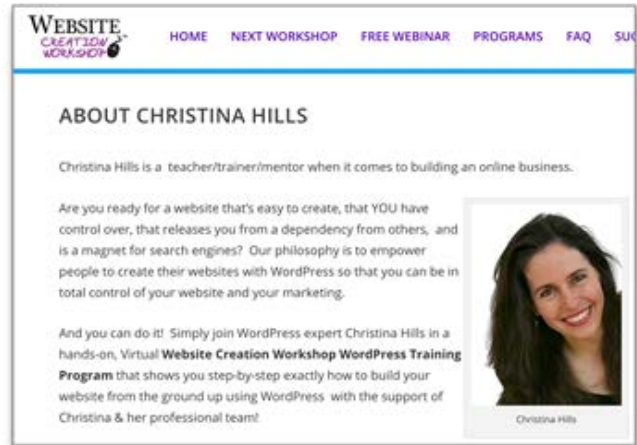 WEBSITE
CREATION
WORKSHOP
HOME NEXT WORKSHOP FREE WEBINAR PROGRAMS FAQ SUC
ABOUT CHRISTINA HILLS
Christina Hills is a teacher/trainer/mentor when it comes to building an online business.
Are you ready for a website that's easy to create, that YOU have
control over, that releases you from a dependency from others, and
is a magnet for search engines? Our philosophy is to empower
people to create their websites with WordPress so that you can be in
total control of your website and your marketing.
And you can do it! Simply join WordPress expert Christina Hills in a
hands-on, Virtual Website Creation Workshop WordPress Training
Program that shows you step-by-step exactly how to build your
website from the ground up using WordPress with the support of
Christina & her professional team!
Christina Hills